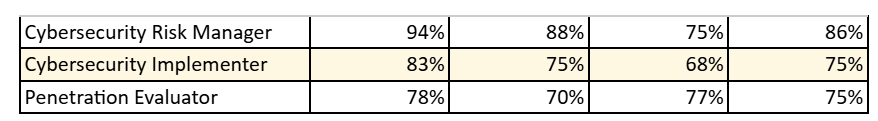 Cybersecurity Risk Manager 94% 88% 75% 86%
Cybersecurity Implementer 83% 75% 68% 75%
Penetration Evaluator 78% 70% 77% 75%